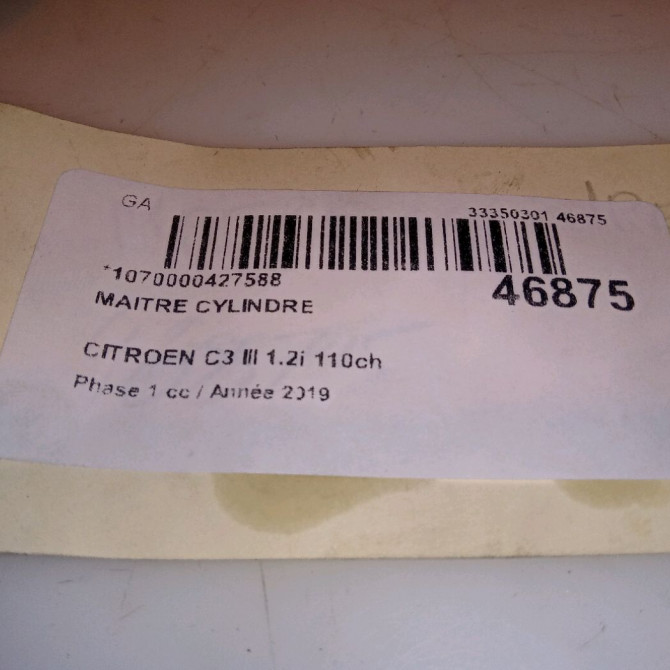 GA
33350301 46875
*1070000427588
46875
MAITRE CYLINDRE
CITROEN C3 III 1.2i 110ch
Phase 1 cc / Année 2019